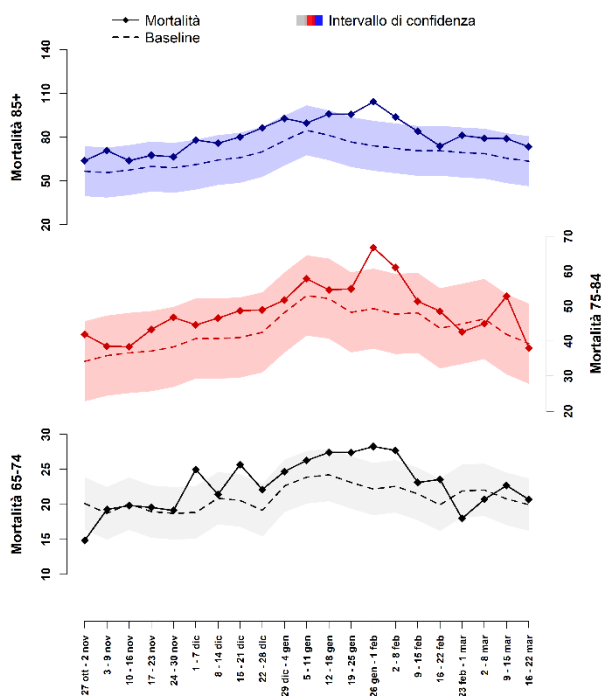 Mortalità
Baseline
Intervallo di confidenza
Mortalità 85+
140
110
80
50
20
Mortalità 75-84
70
60
50
40
30
20
Mortalità 65-74
30
25
20
15
10
27 ott - 2 nov
3 - 9 nov
10 - 16 nov
17 - 23 nov
24 - 30 nov
1 - 7 dic
8 - 14 dic
15 - 21 dic
22 - 28 dic
29 dic - 4 gen
5 - 11 gen
12 - 18 gen
19 - 25 gen
26 gen - 1 feb
2 - 8 feb
9 - 15 feb
16 - 22 feb
23 feb - 1 mar
2 - 8 mar
9 - 15 mar
16 - 22 mar